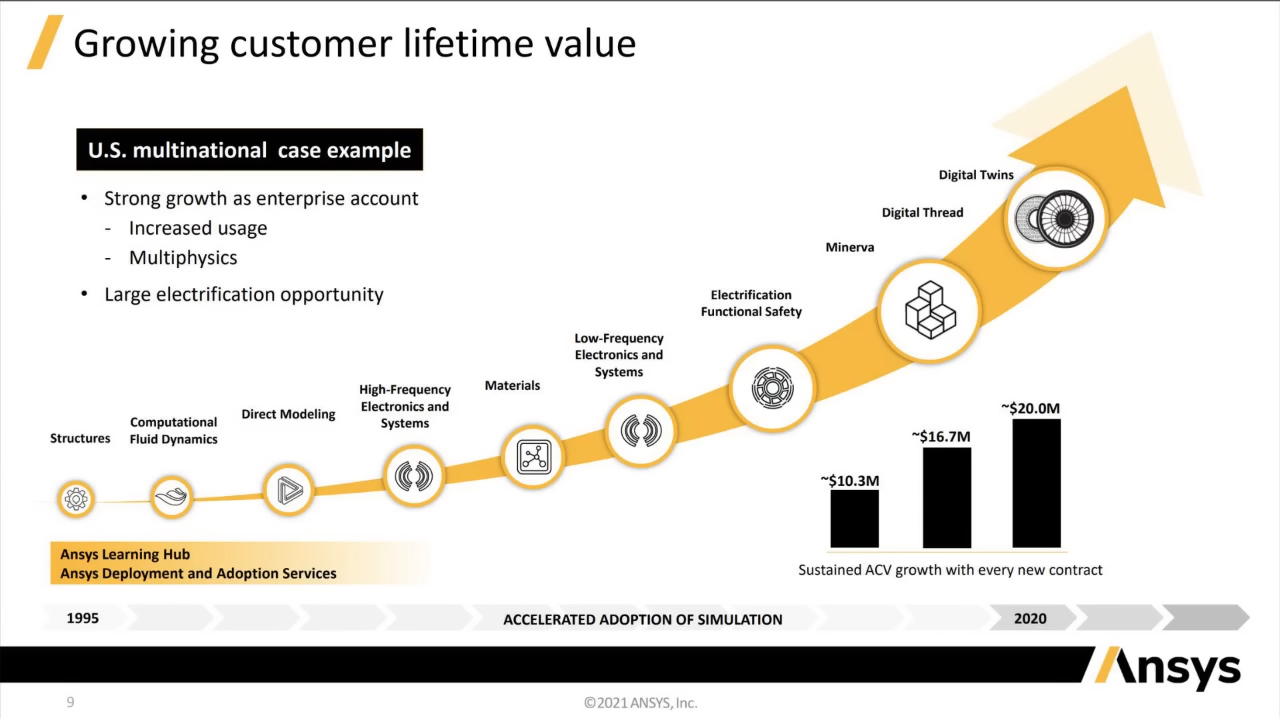 Growing customer lifetime value
U.S. multinational case example
• Strong growth as enterprise account
- Increased usage
- Multiphysics
• Large electrification opportunity
Structures
Computational
Fluid Dynamics
Direct Modeling
High-Frequency
Electronics and
Systems
Materials
Low-Frequency
Electronics and
Systems
Electrification
Functional Safety
Minerva
Digital Thread
Digital Twins
~$10.3M
~$16.7M
~$20.0M
Sustained ACV growth with every new contract
Ansys Learning Hub
Ansys Deployment and Adoption Services
1995
ACCELERATED ADOPTION OF SIMULATION
2020
Ansys
9
©2021 ANSYS, Inc.